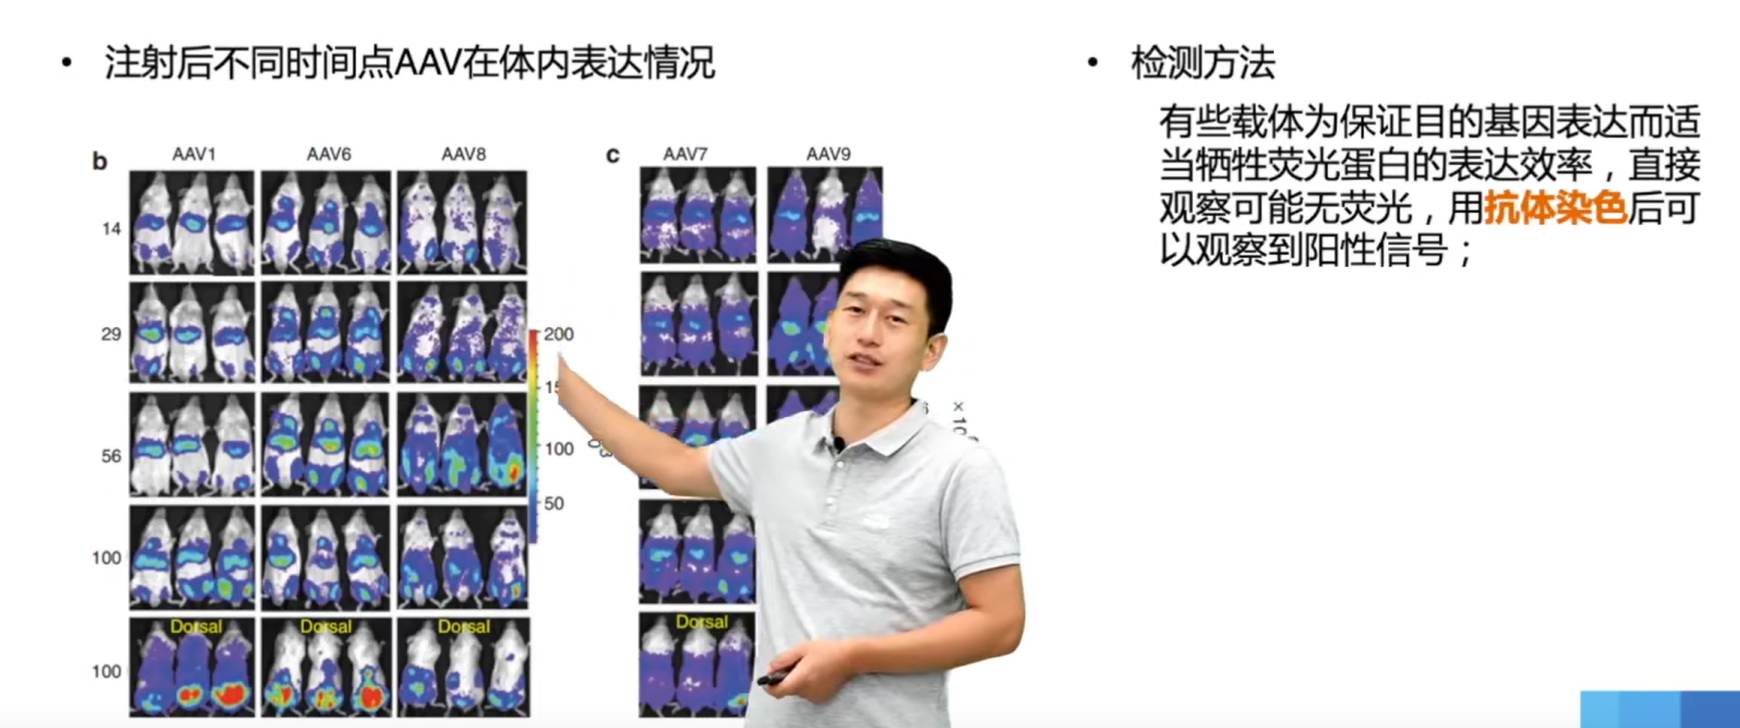 注射后不同时间点AAV在体内表达情况
b
AAV1
AAV6
AAV8
14
29
56
100
Dorsal
Dorsal
Dorsal
100
200
100
50
c
AAV7
AAV9
Dorsal
检测方法
有些载体为保证目的基因表达而适
当牺牲荧光蛋白的表达效率，直接
观察可能无荧光，用抗体染色后可
以观察到阳性信号；